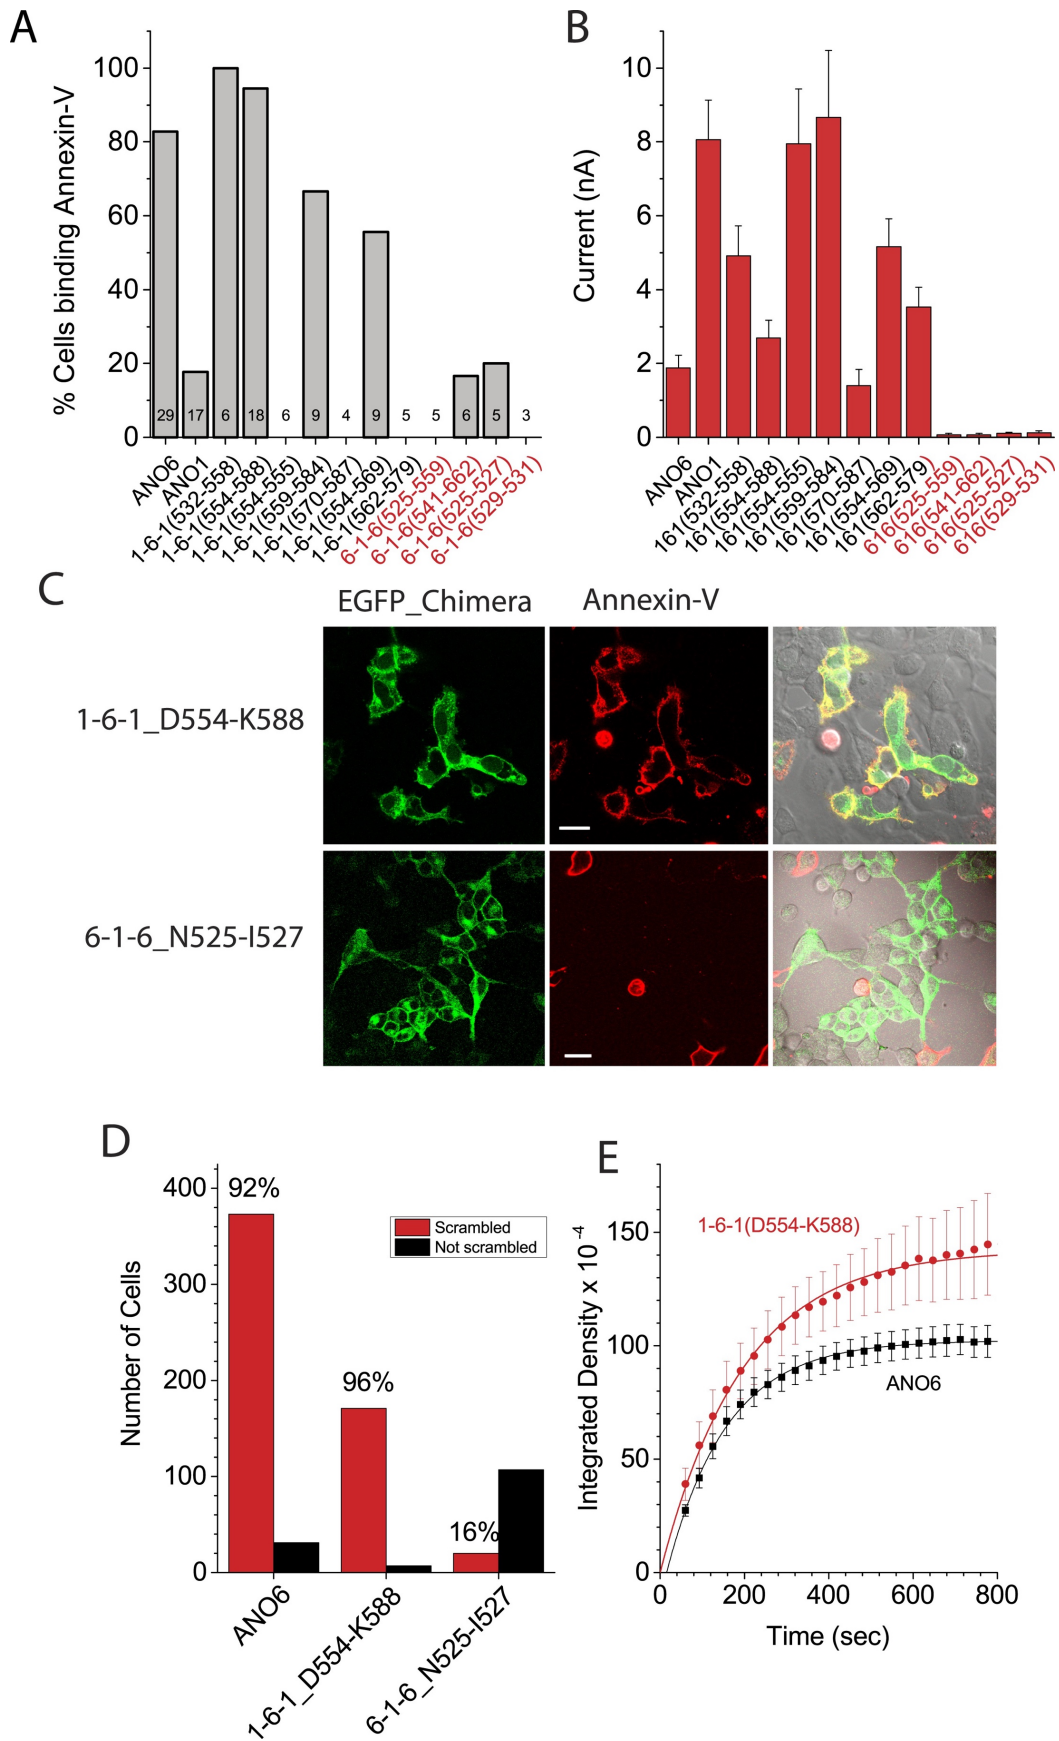 A
% Cells binding Annexin-V
100
80
60
40
20
0
29 17 6 18 6 9 4 9 5 5 6 5 3
ANO6
ANO1
1-6-1(532-558)
1-6-1(554-588)
1-6-1(554-555)
1-6-1(559-584)
1-6-1(570-587)
1-6-1(554-569)
1-6-1(562-579)
6-1-6(525-559)
6-1-6(541-662)
6-1-6(525-527)
6-1-6(529-531)
B
Current (nA)
10
8
6
4
2
0
ANO6
ANO1
161(532-558)
161(554-588)
161(554-555)
161(559-584)
161(570-587)
161(554-569)
161(562-579)
616(525-559)
616(541-662)
616(525-527)
616(529-531)
C
EGFP_Chimera Annexin-V
1-6-1_D554-K588
6-1-6_N525-I527
D
Number of Cells
400
300
200
100
0
92%
96%
16%
Scrambled
Not scrambled
ANO6
1-6-1_D554-K588
6-1-6_N525-I527
E
Integrated Density x 10⁻⁴
150
100
50
0
1-6-1(D554-K588)
ANO6
0 200 400 600 800
Time (sec)